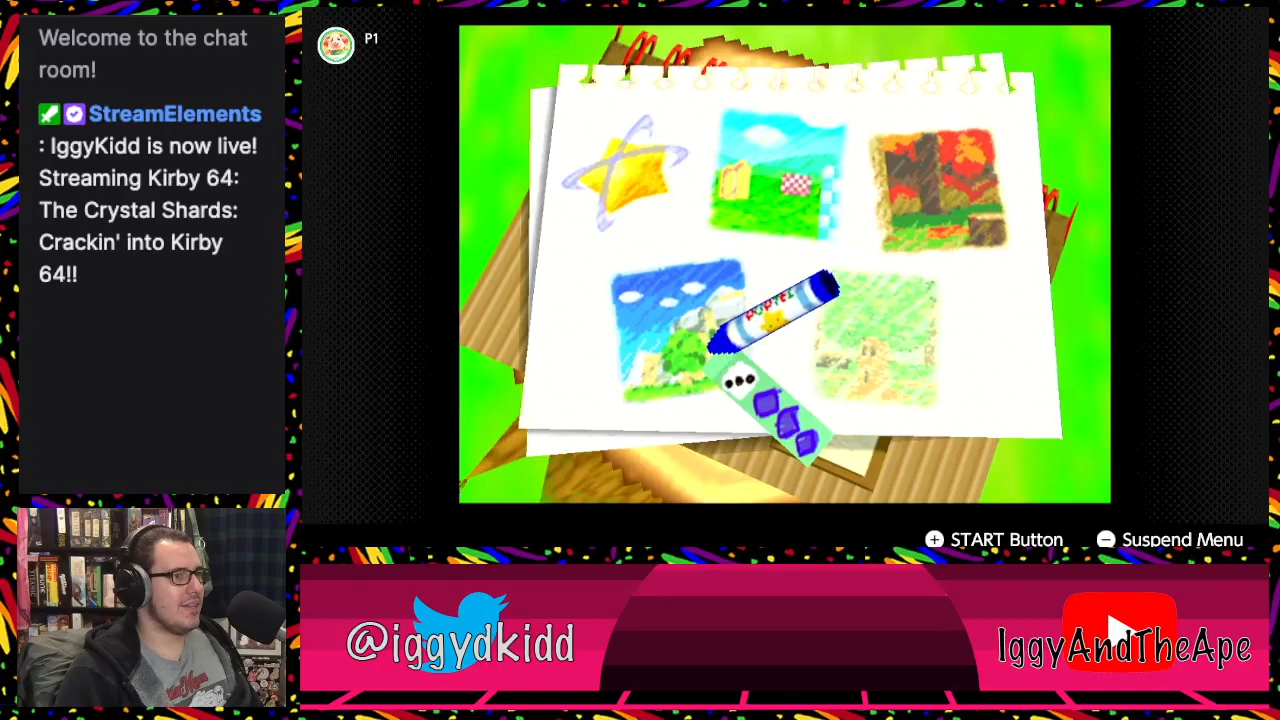 Welcome to the chat
room!
StreamElements
: IggyKidd is now live!
Streaming Kirby 64:
The Crystal Shards:
Crackin' into Kirby
64!!
P1
START Button
Suspend Menu
@iggydkidd
IggyAndTheApe